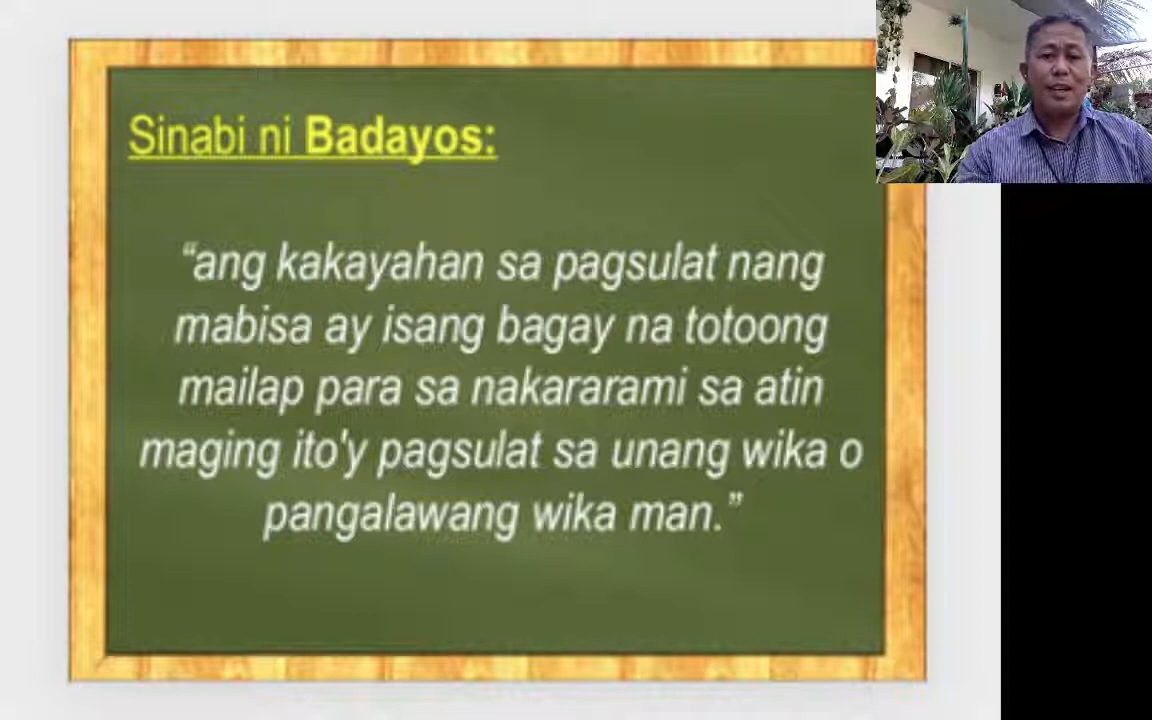 Sinabi ni Badayos:
“ang kakayahan sa pagsulat nang
mabisa ay isang bagay na totoong
mailap para sa nakararami sa atin
maging ito'y pagsulat sa unang wika o
pangalawang wika man.”